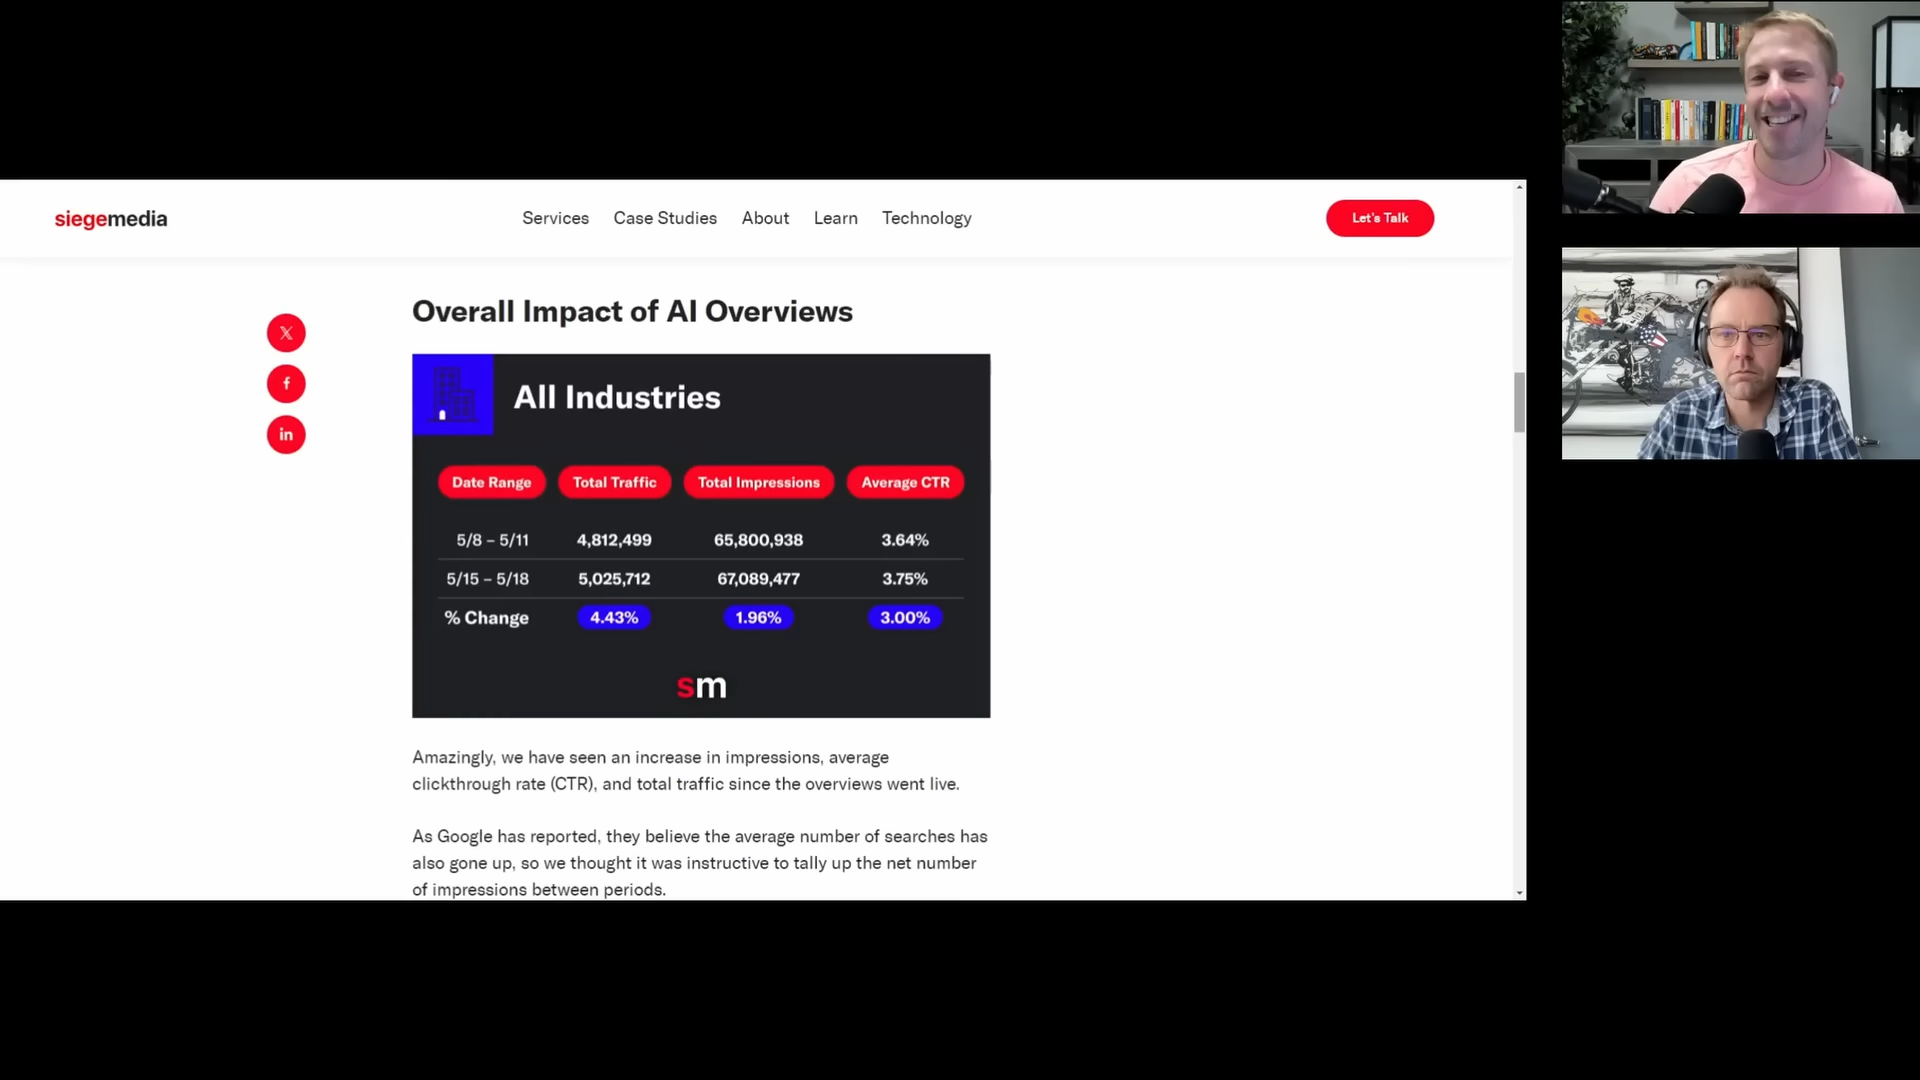 siegemedia
Services Case Studies About Learn Technology
Let's Talk
Overall Impact of AI Overviews
All Industries
Date Range Total Traffic Total Impressions Average CTR
5/8 – 5/11 4,812,499 65,800,938 3.64%
5/15 – 5/18 5,025,712 67,089,477 3.75%
% Change 4.43% 1.96% 3.00%
sm
Amazingly, we have seen an increase in impressions, average
clickthrough rate (CTR), and total traffic since the overviews went live.
As Google has reported, they believe the average number of searches has
also gone up, so we thought it was instructive to tally up the net number
of impressions between periods.